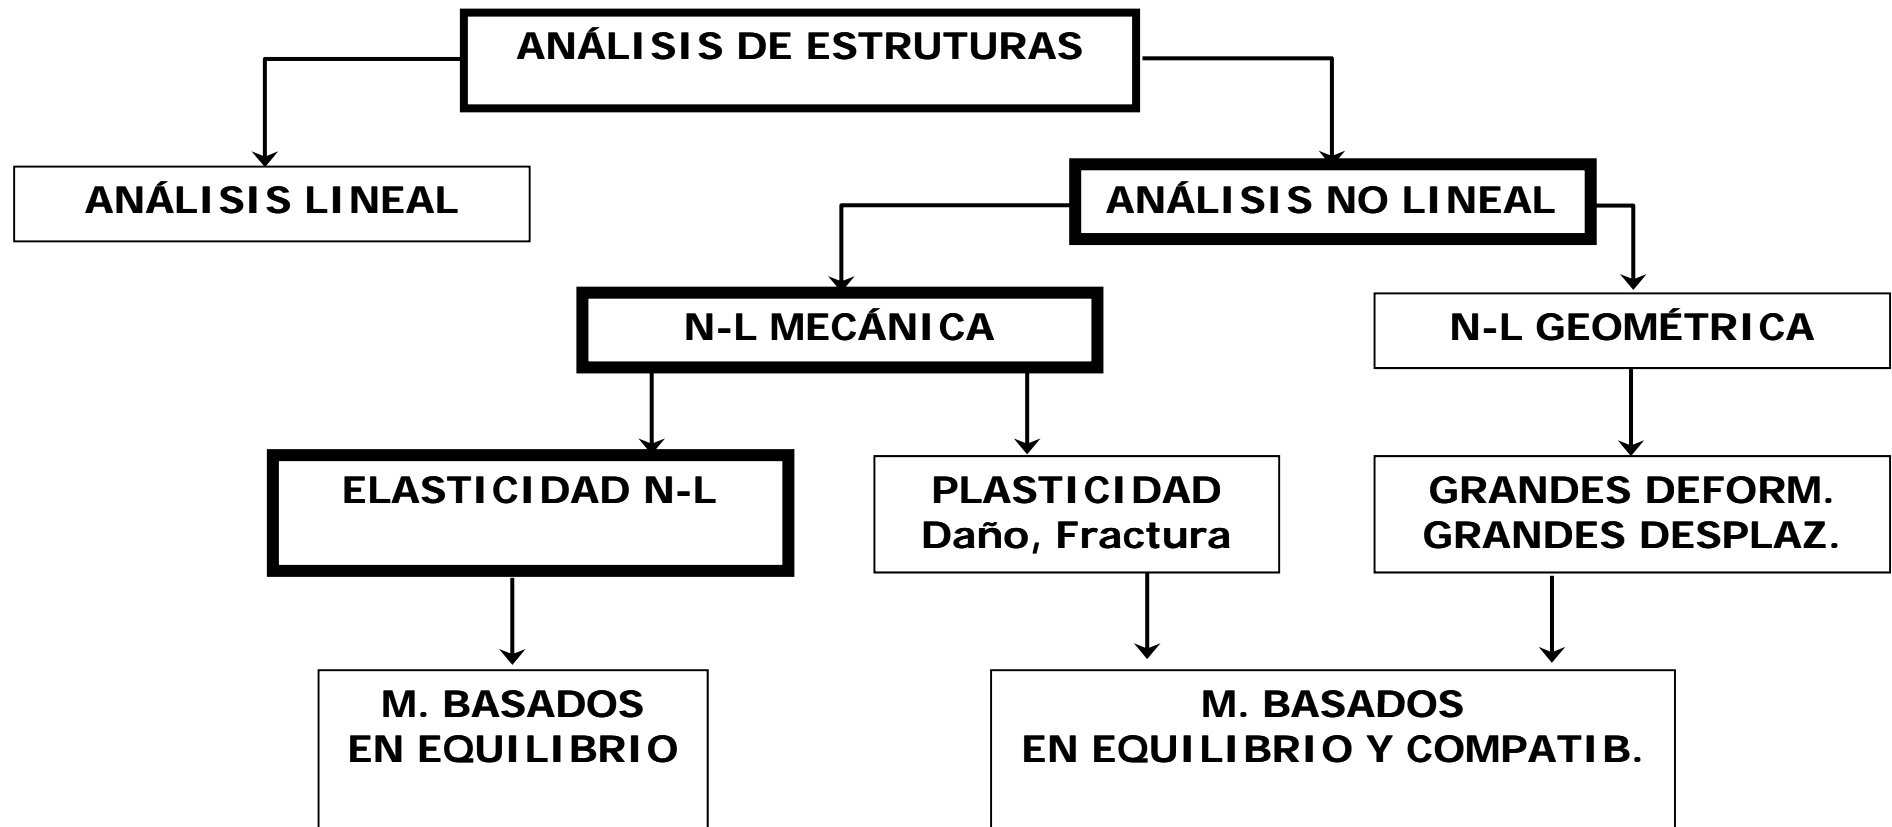 ANÁLISIS DE ESTRUTURAS
ANÁLISIS LINEAL
ANÁLISIS NO LINEAL
N-L MECÁNICA
N-L GEOMÉTRICA
ELASTICIDAD N-L
PLASTICIDAD
Daño, Fractura
GRANDES DEFORM.
GRANDES DESPLAZ.
M. BASADOS
EN EQUILIBRIO
M. BASADOS
EN EQUILIBRIO Y COMPATIB.